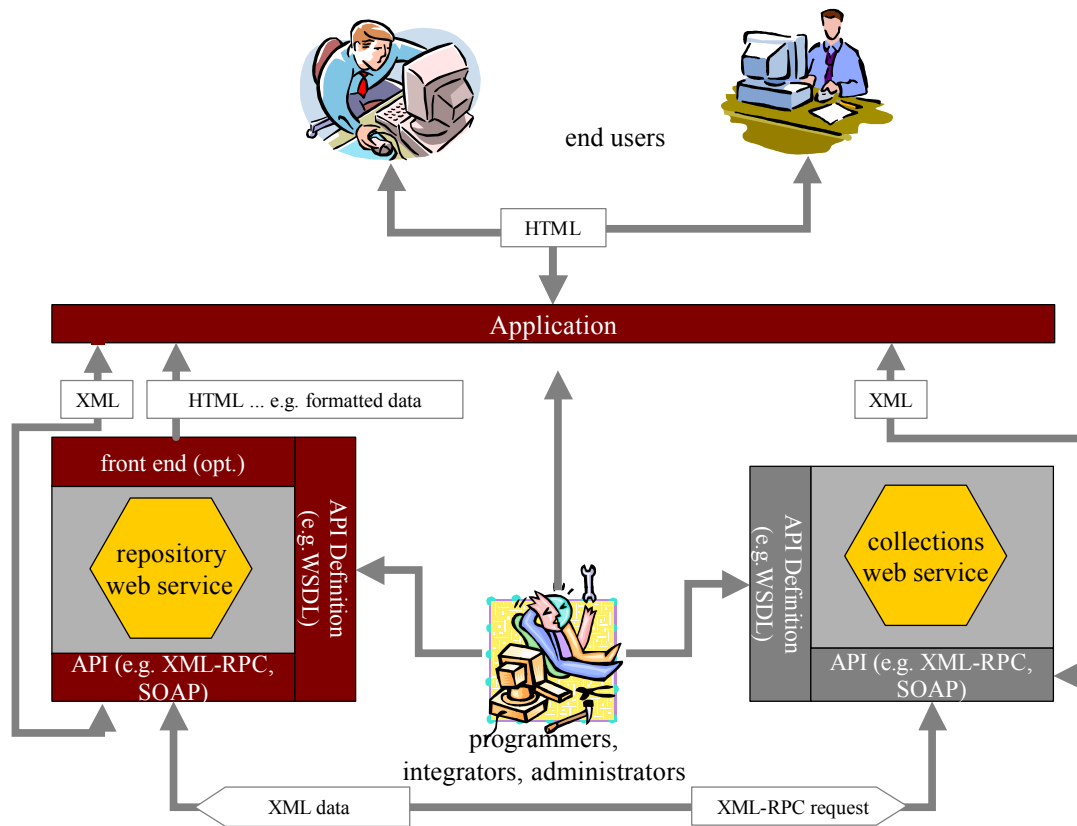 end users
HTML
Application
XML
HTML ... e.g. formatted data
XML
front end (opt.)
repository
web service
API Definition
(e.g.WSDL)
API (e.g. XML-RPC,
SOAP)
API Definition
(e.g.WSDL)
collections
web service
API (e.g. XML-RPC,
SOAP)
programmers,
integrators, administrators
XML data
XML-RPC request